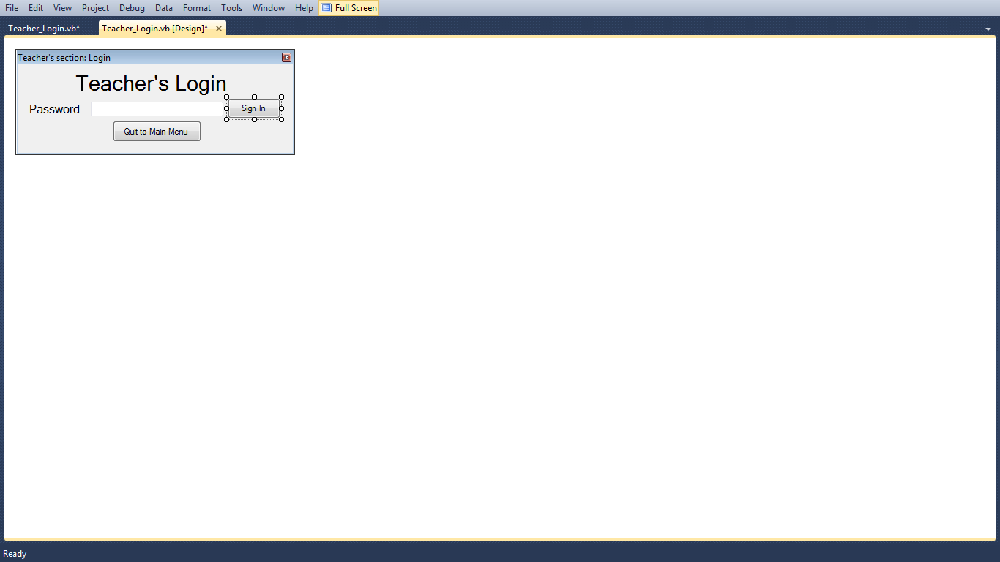 File Edit View Project Debug Data Format Tools Window Help Full Screen
Teacher_Login.vb* Teacher_Login.vb [Design]*
Teacher's section: Login
Teacher's Login
Password: Sign In
Quit to Main Menu
Ready